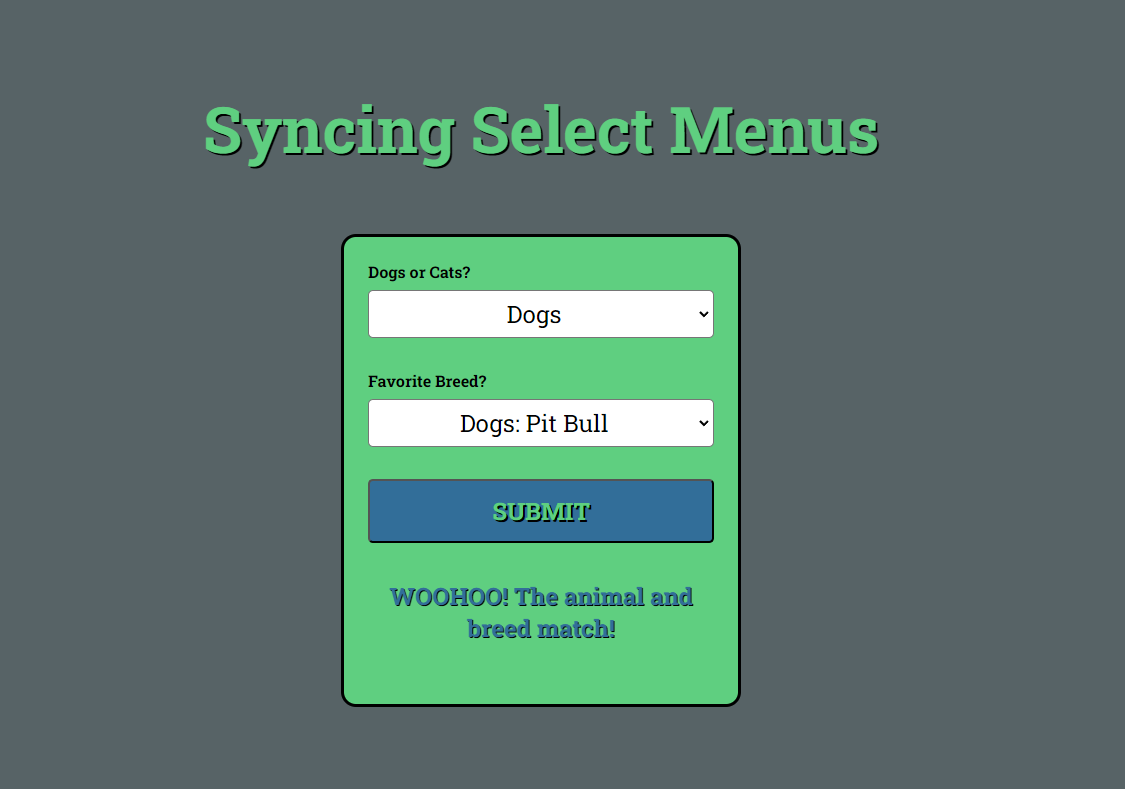 Syncing Select Menus
Dogs or Cats?
Dogs
Favorite Breed?
Dogs: Pit Bull
SUBMIT
WOOHOO! The animal and
breed match!